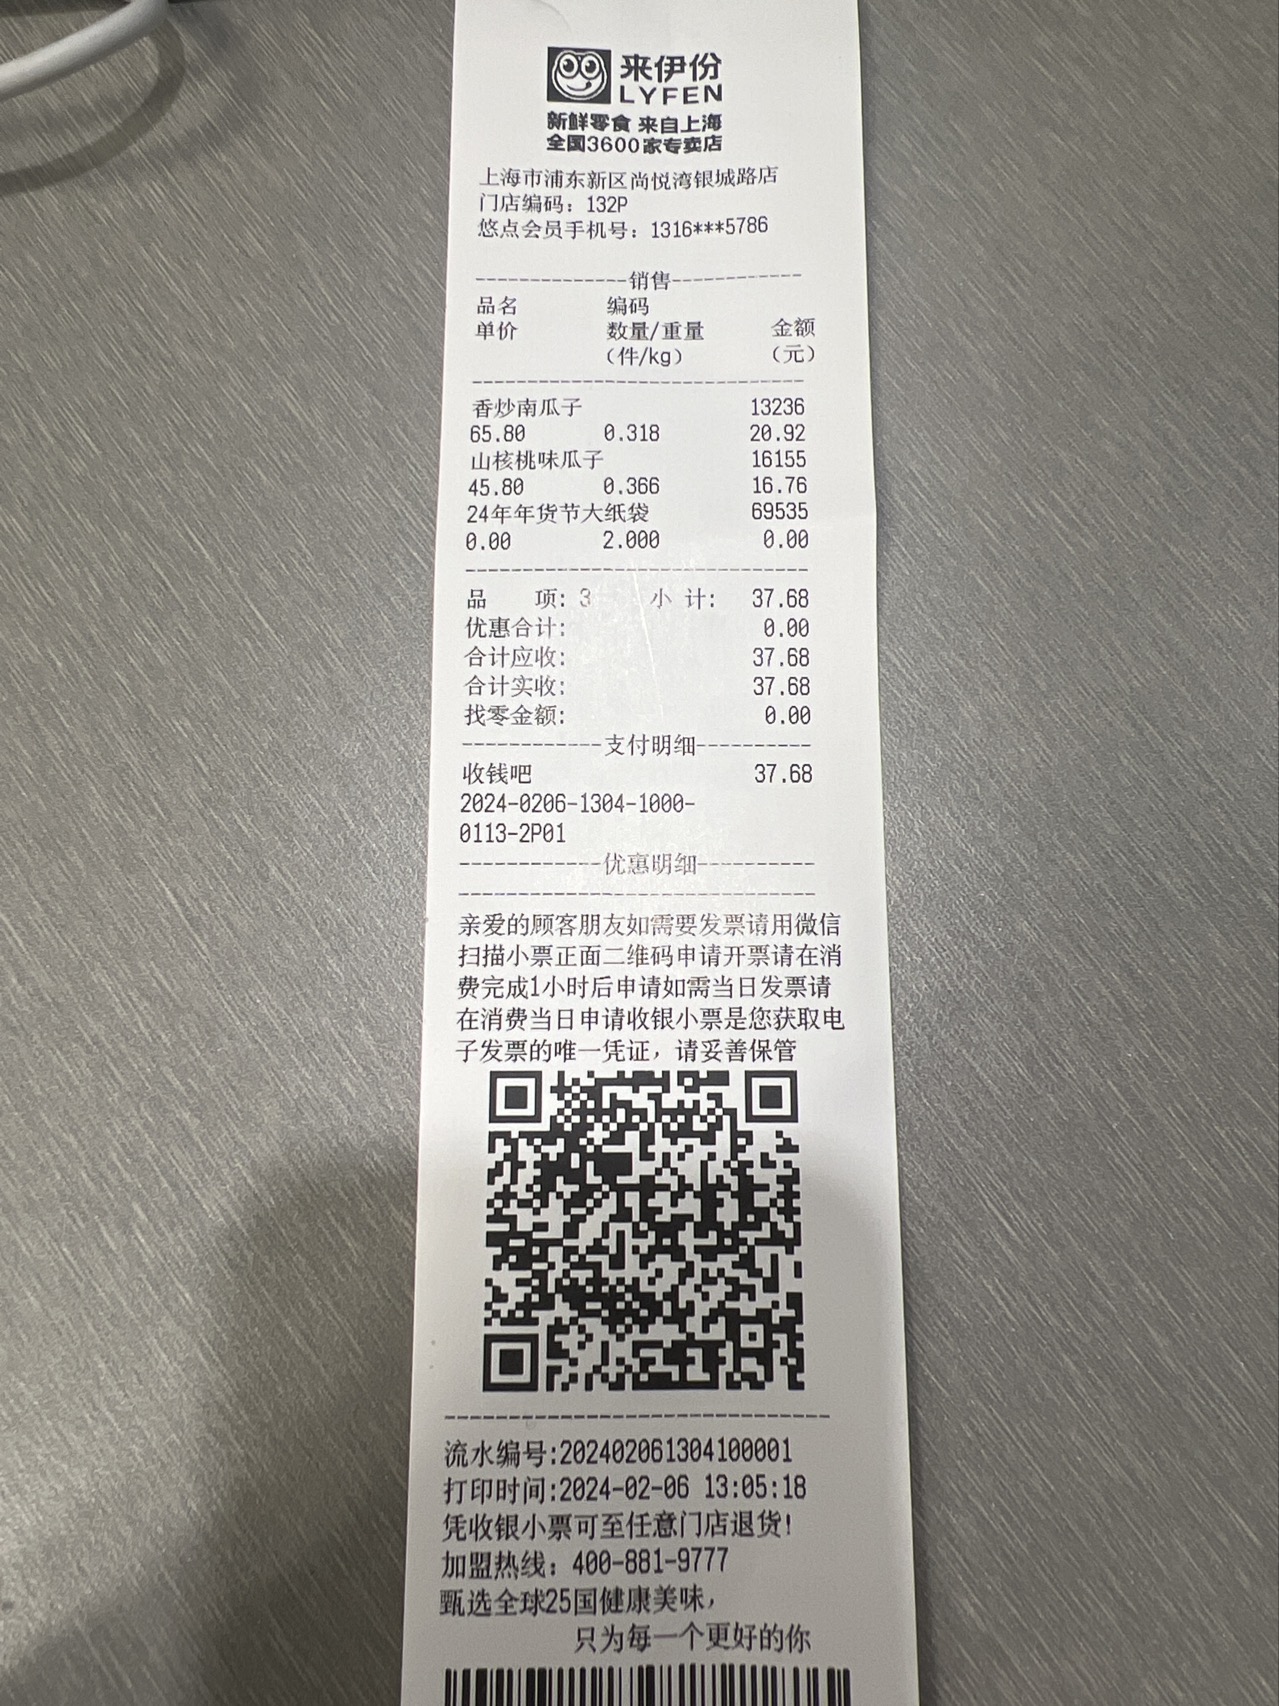 来伊份
LYFEN
新鲜零食 来自上海
全国3600家专卖店
上海市浦东新区尚悦湾银城路店
门店编码：132P
悠点会员手机号：1316***5786
--------------销售------------
品名 编码
单价 数量/重量 金额
（件/kg） （元）
香炒南瓜子 13236
65.80 0.318 20.92
山核桃味瓜子 16155
45.80 0.366 16.76
24年年货节大纸袋 69535
0.00 2.000 0.00
品 项: 3 小 计: 37.68
优惠合计: 0.00
合计应收: 37.68
合计实收: 37.68
找零金额: 0.00
------------支付明细----------
收钱吧 37.68
2024-0206-1304-1000-
0113-2P01
------------优惠明细----------
亲爱的顾客朋友如需要发票请用微信
扫描小票正面二维码申请开票请在消
费完成1小时后申请如需当日发票请
在消费当日申请收银小票是您获取电
子发票的唯一凭证，请妥善保管
流水编号:202402061304100001
打印时间:2024-02-06 13:05:18
凭收银小票可至任意门店退货!
加盟热线：400-881-9777
甄选全球25国健康美味，
只为每一个更好的你